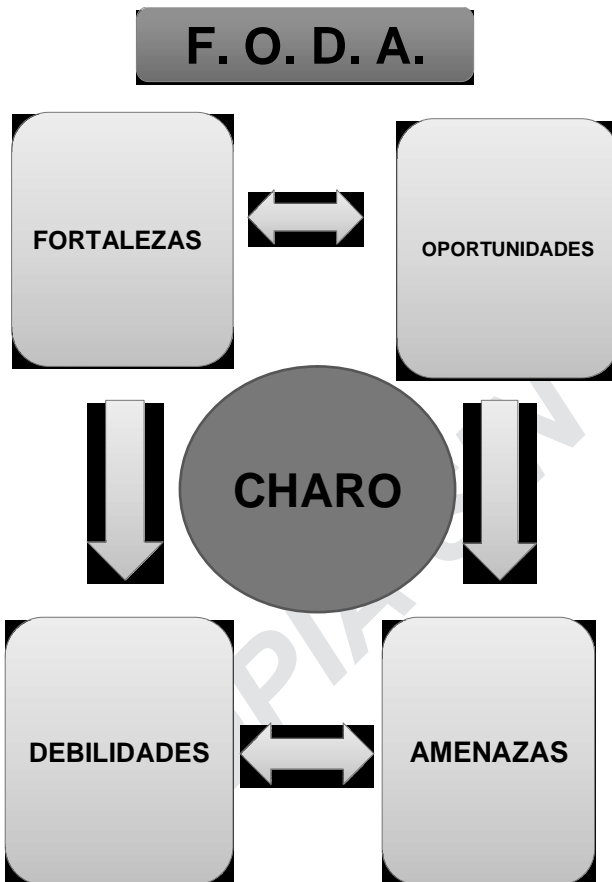 F. O. D. A.
FORTALEZAS
OPORTUNIDADES
CHARO
DEBILIDADES
AMENAZAS